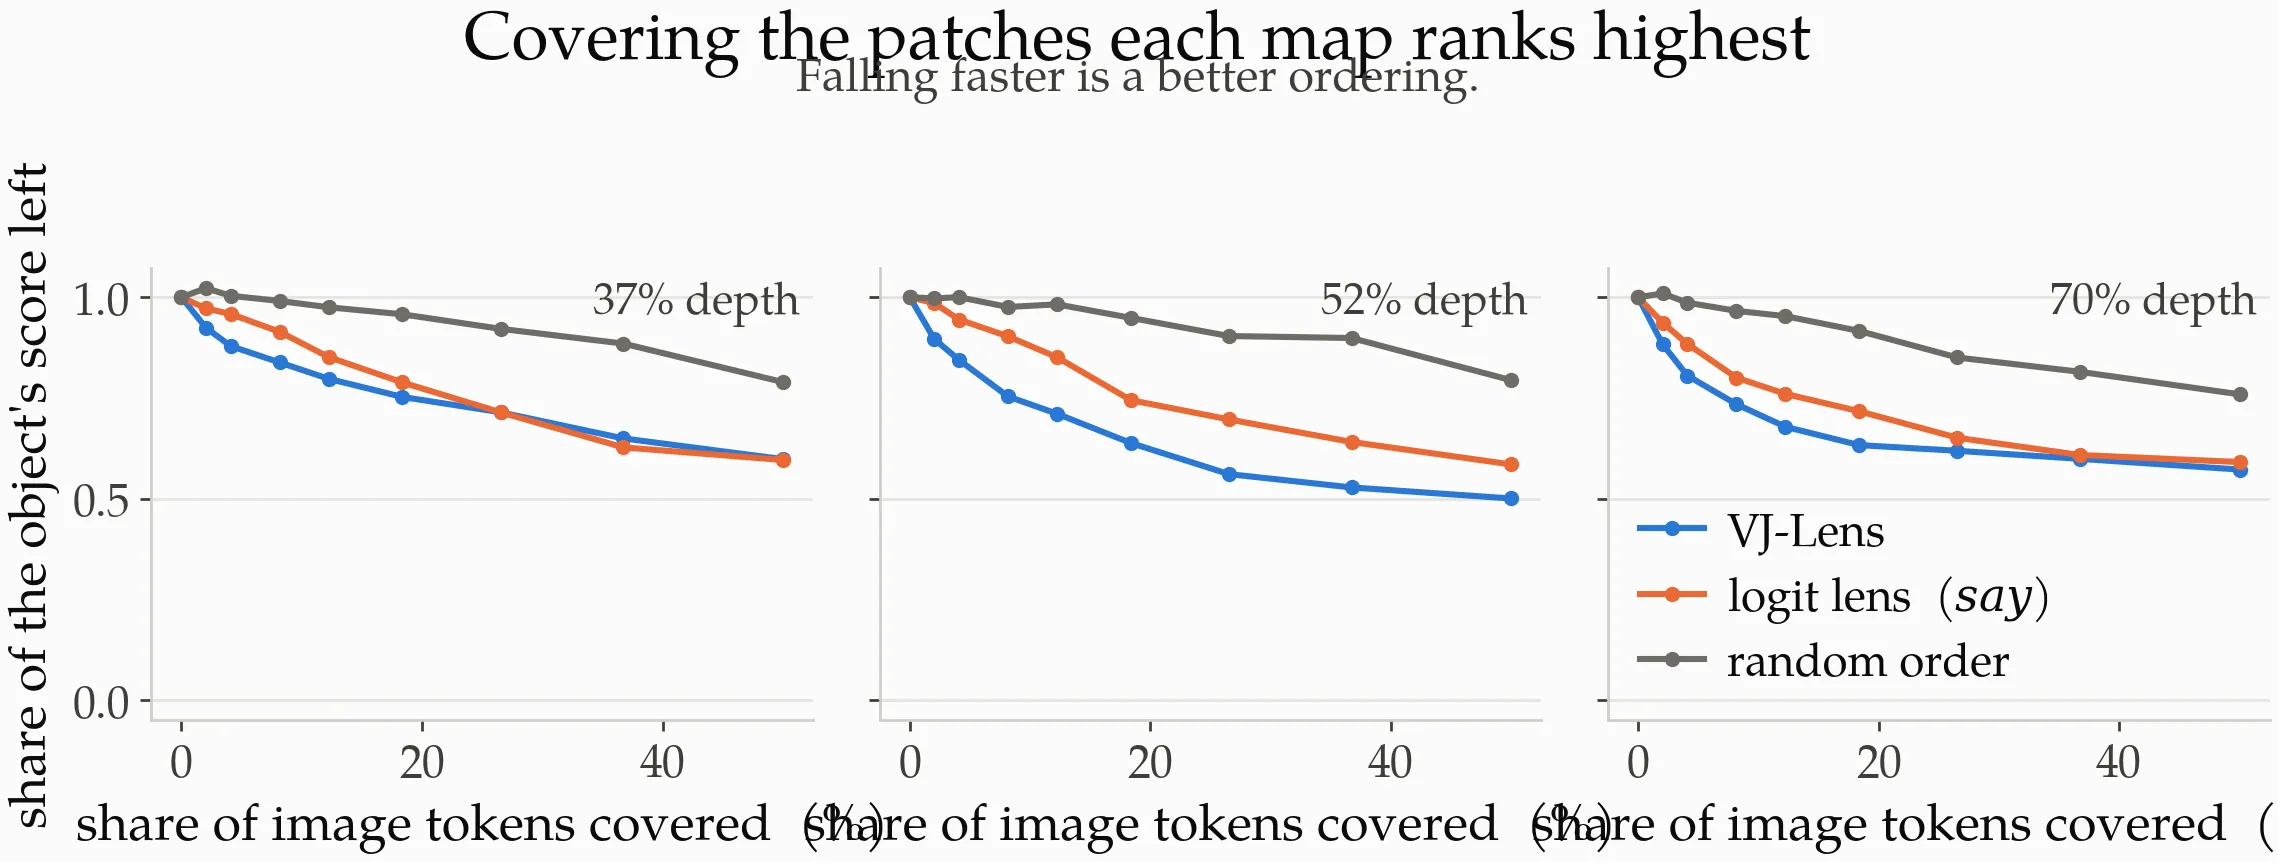 Covering the patches each map ranks highest
Falling faster is a better ordering.
share of the object's score left
1.0
0.5
0.0
37% depth
52% depth
70% depth
VJ-Lens
logit lens (say)
random order
0 20 40
0 20 40
0 20 40
share of image tokens covered (%)
share of image tokens covered (%)
share of image tokens covered (